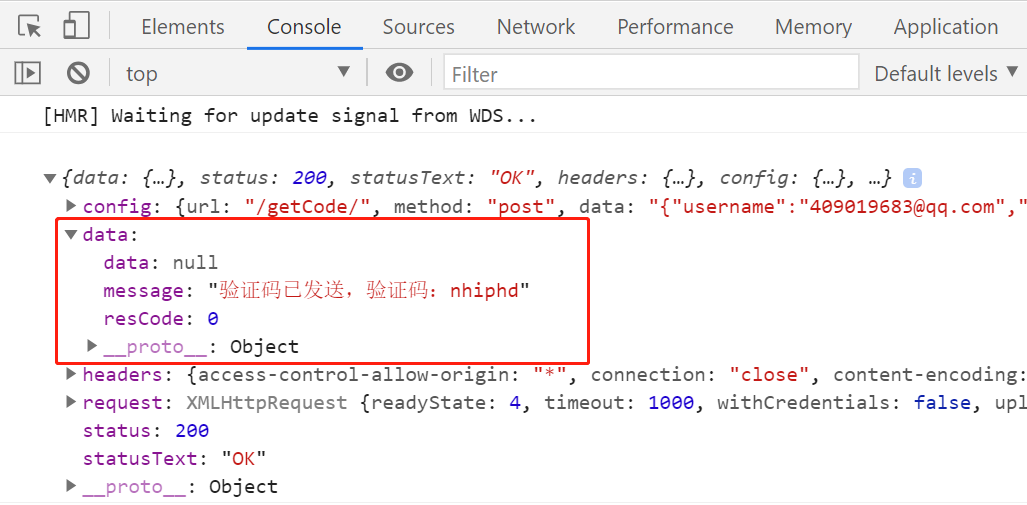 Elements Console Sources Network Performance Memory Application
top Filter Default levels
[HMR] Waiting for update signal from WDS...
{data: {…}, status: 200, statusText: "OK", headers: {…}, config: {…}, …}
config: {url: "/getCode/", method: "post", data: "{"username":"409019683@qq.com","
data:
data: null
message: "验证码已发送，验证码：nhiphd"
resCode: 0
__proto__: Object
headers: {access-control-allow-origin: "*", connection: "close", content-encoding:
request: XMLHttpRequest {readyState: 4, timeout: 1000, withCredentials: false, upl
status: 200
statusText: "OK"
__proto__: Object